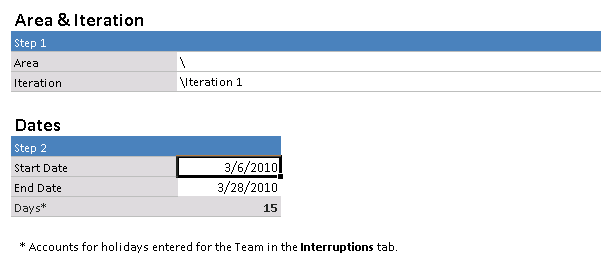 Area & Iteration
Step 1
Area \
Iteration \Iteration 1
Dates
Step 2
Start Date 3/6/2010
End Date 3/28/2010
Days* 15
* Accounts for holidays entered for the Team in the Interruptions tab.